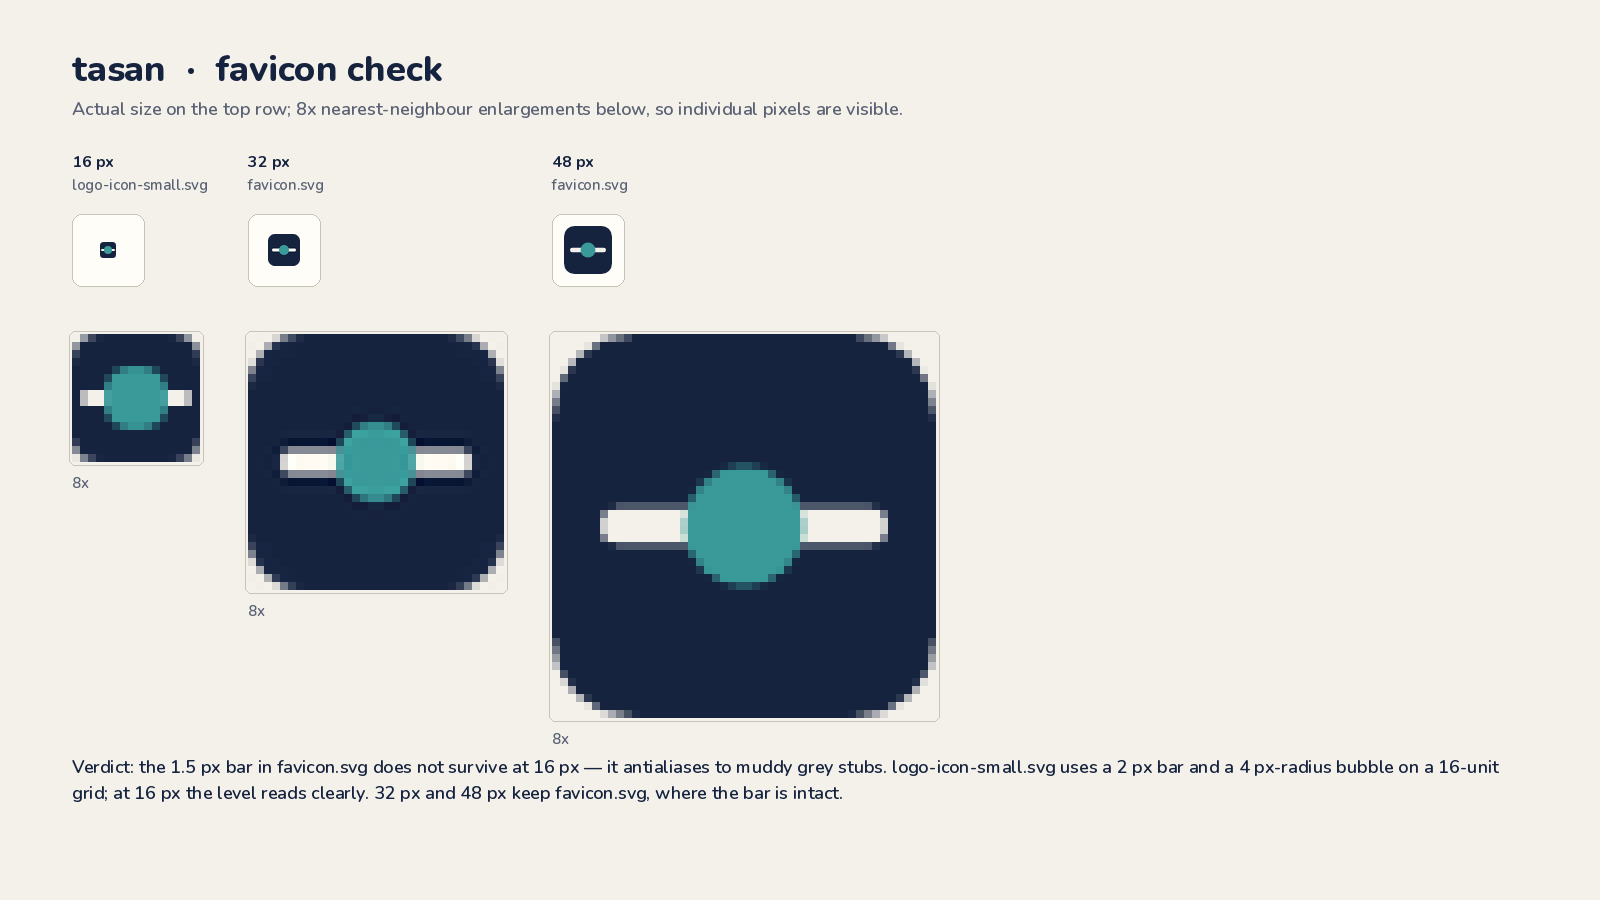 tasan · favicon check
Actual size on the top row; 8x nearest-neighbour enlargements below, so individual pixels are visible.
16 px
logo-icon-small.svg
32 px
favicon.svg
48 px
favicon.svg
8x
8x
8x
Verdict: the 1.5 px bar in favicon.svg does not survive at 16 px — it antialiases to muddy grey stubs. logo-icon-small.svg uses a 2 px bar and a 4 px-radius bubble on a 16-unit
grid; at 16 px the level reads clearly. 32 px and 48 px keep favicon.svg, where the bar is intact.